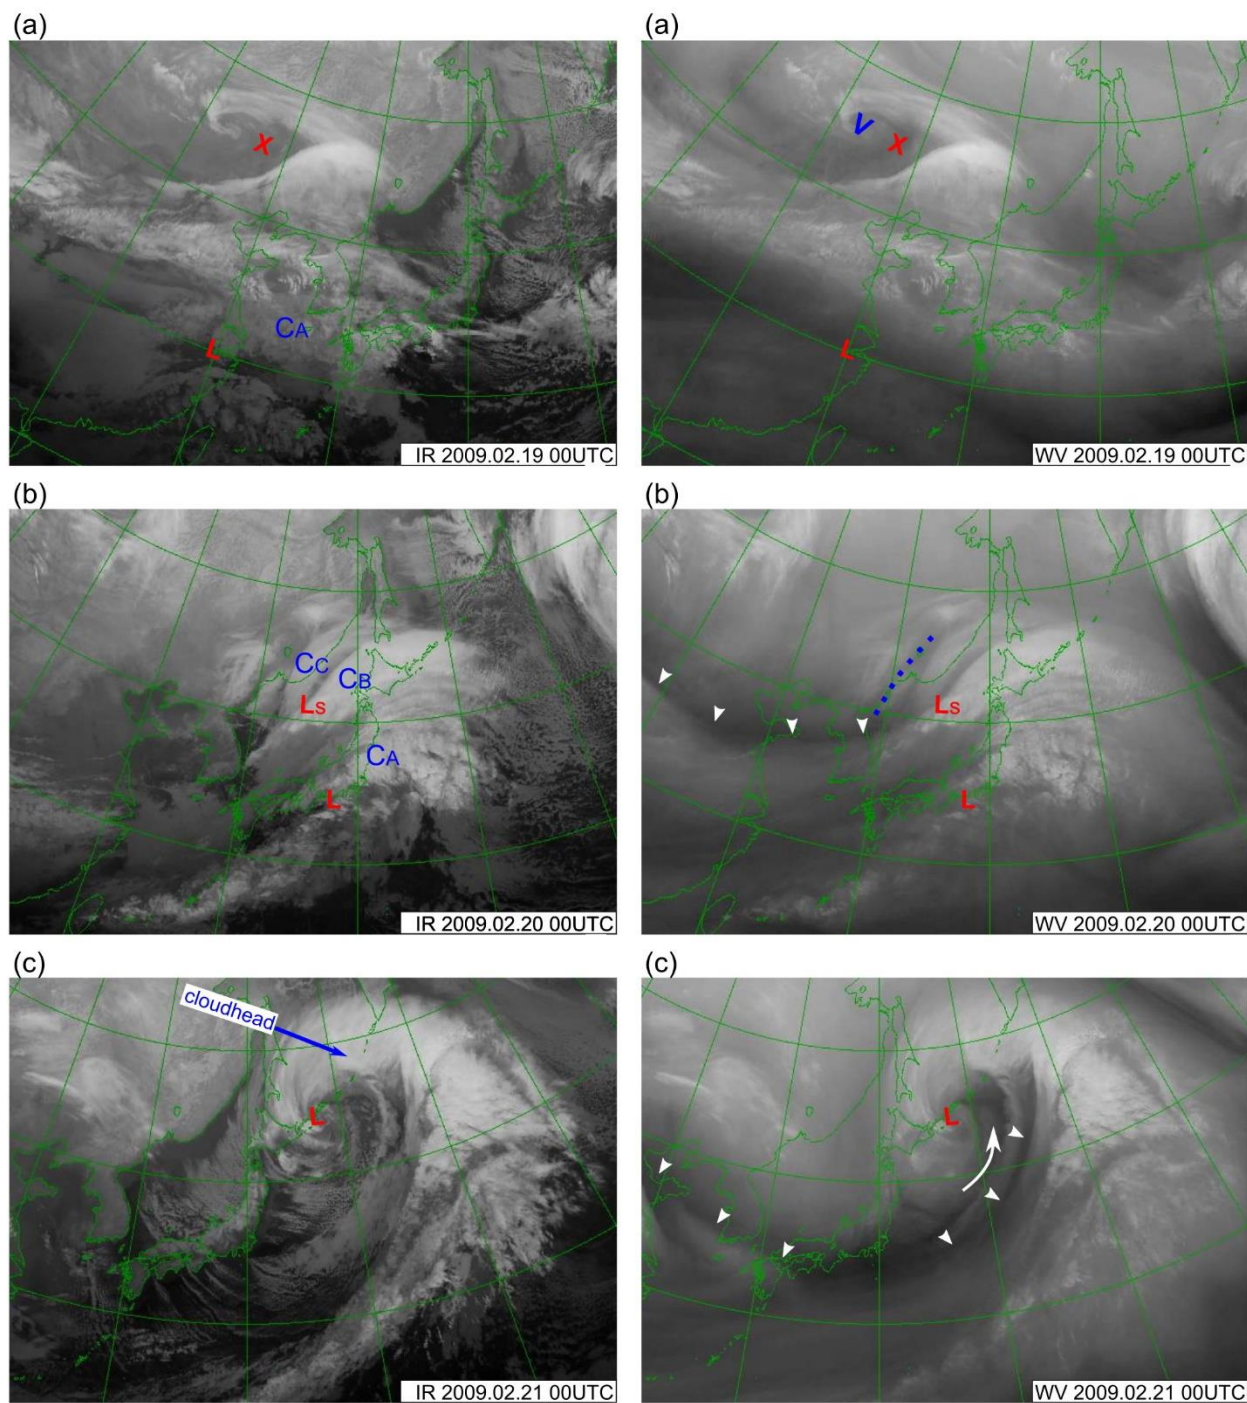 (a) (a)
X
V X
CA
L
L
IR 2009.02.19 00UTC
WV 2009.02.19 00UTC
(b) (b)
CC
CB
LS
LS
CA
L
L
IR 2009.02.20 00UTC
WV 2009.02.20 00UTC
(c) (c)
cloudhead
L
L
IR 2009.02.21 00UTC
WV 2009.02.21 00UTC